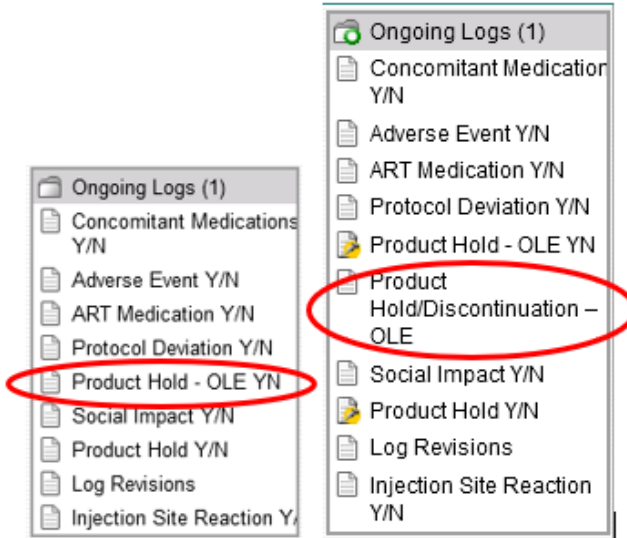 Ongoing Logs (1)
Concomitant Medications
Y/N
Adverse Event Y/N
ART Medication Y/N
Protocol Deviation Y/N
Product Hold - OLE YN
Social Impact Y/N
Product Hold Y/N
Log Revisions
Injection Site Reaction Y/
Ongoing Logs (1)
Concomitant Medication
Y/N
Adverse Event Y/N
ART Medication Y/N
Protocol Deviation Y/N
Product Hold - OLE YN
Product
Hold/Discontinuation –
OLE
Social Impact Y/N
Product Hold Y/N
Log Revisions
Injection Site Reaction
Y/N